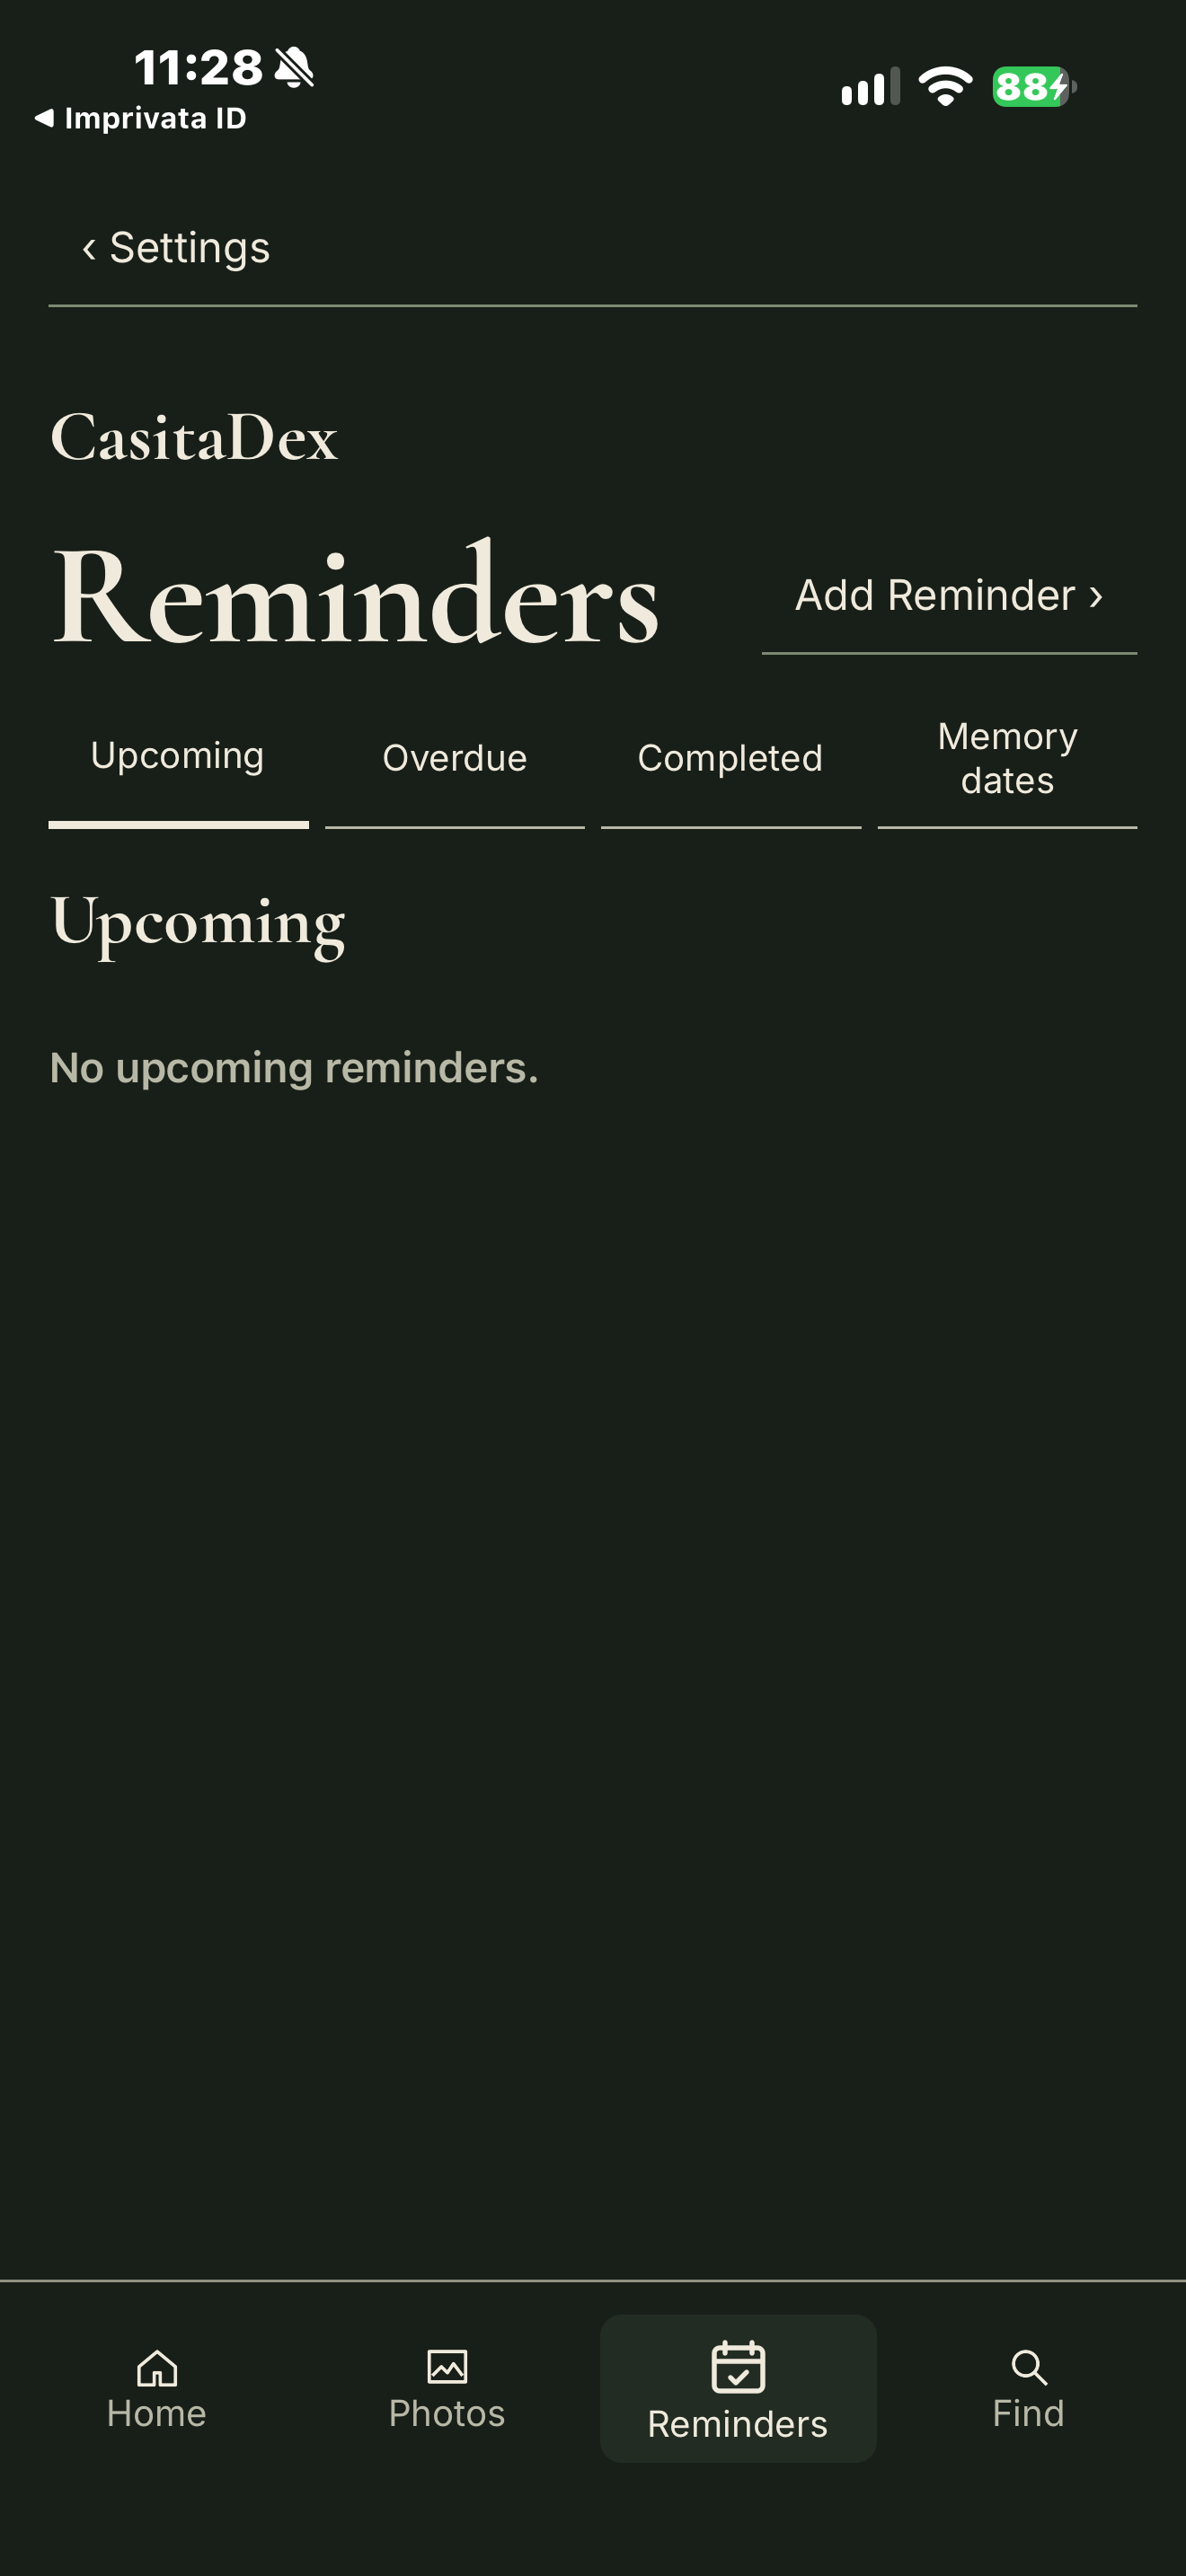 11:28
◀ Imprivata ID
88
‹ Settings
CasitaDex
Reminders
Add Reminder ›
Upcoming
Overdue
Completed
Memory
dates
Upcoming
No upcoming reminders.
Home
Photos
Reminders
Find